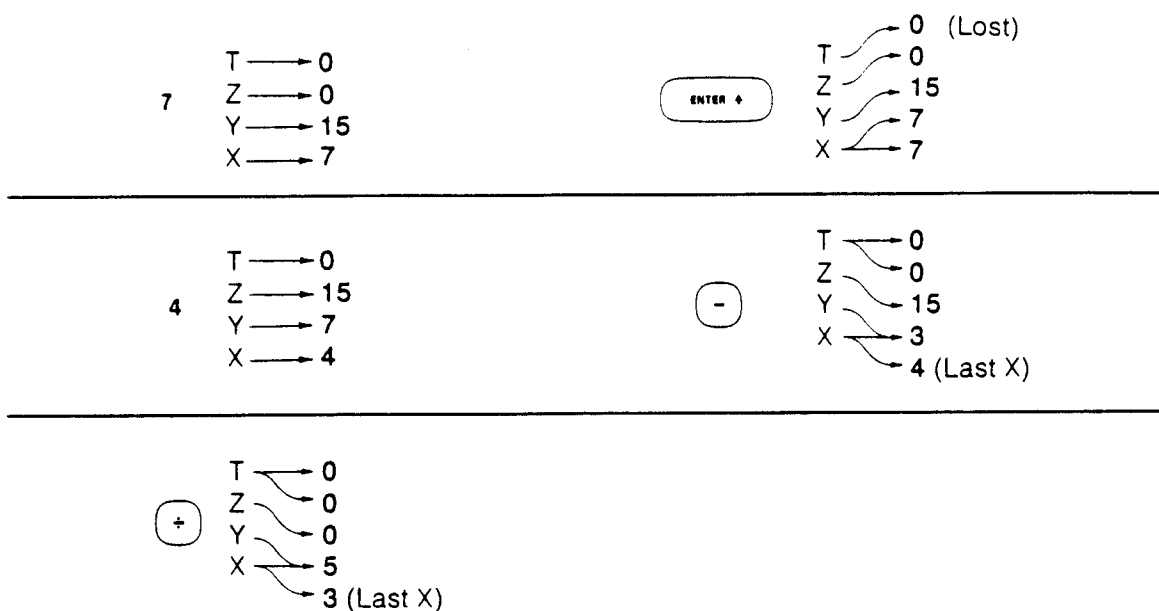 7
T 0
Z 0
Y 15
X 7
ENTER
0 (Lost)
T 0
Z 15
Y 7
X 7
4
T 0
Z 15
Y 7
X 4
-
T 0
Z 0
Y 15
X 3
4 (Last X)
÷
T 0
Z 0
Y 0
X 5
3 (Last X)